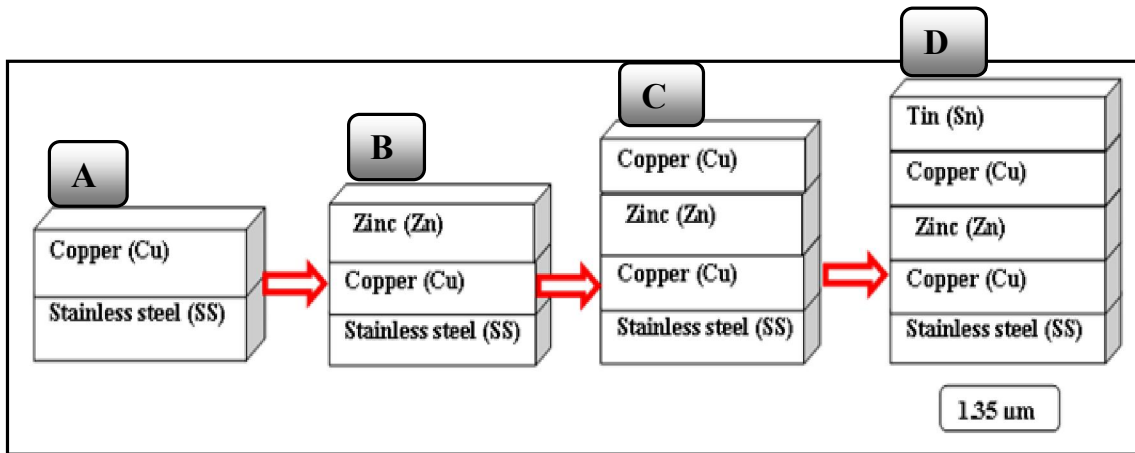 A
Copper (Cu)
Stainless steel (SS)
B
Zinc (Zn)
Copper (Cu)
Stainless steel (SS)
C
Copper (Cu)
Zinc (Zn)
Copper (Cu)
Stainless steel (SS)
D
Tin (Sn)
Copper (Cu)
Zinc (Zn)
Copper (Cu)
Stainless steel (SS)
1.35 um